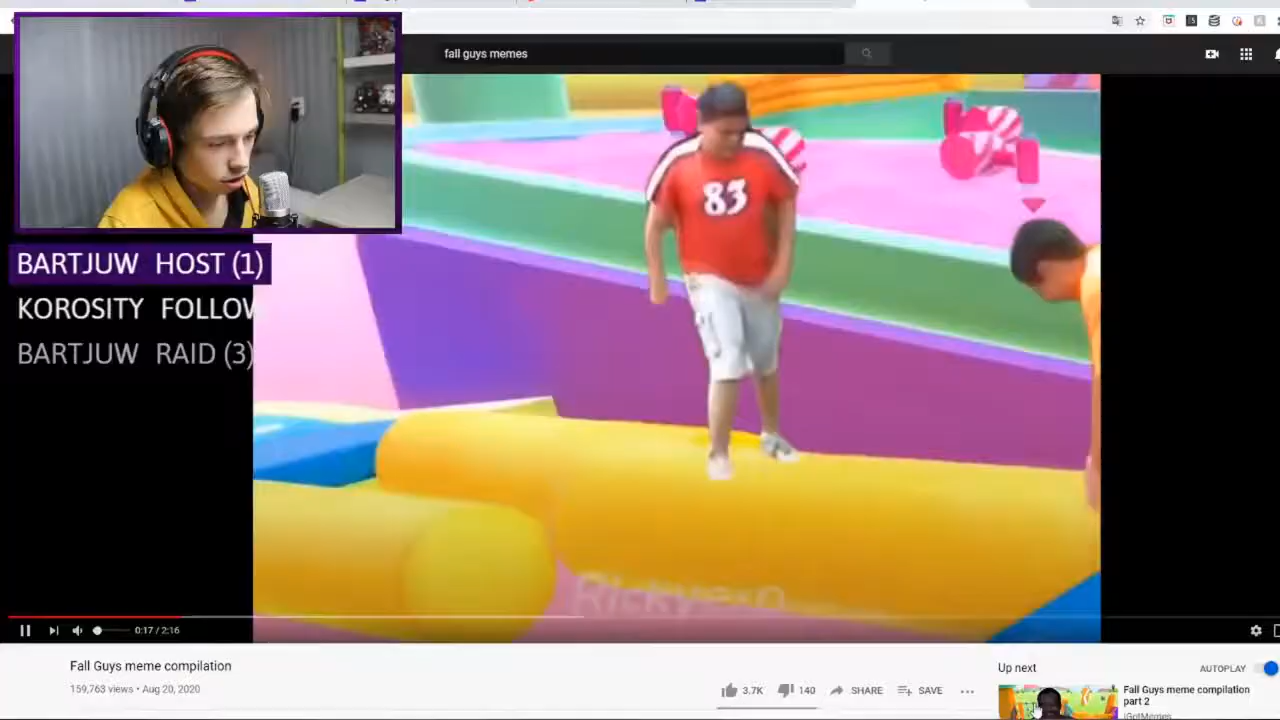 fall guys memes
83
BARTJUW HOST (1)
KOROSITY FOLLOW
BARTJUW RAID (3)
0:17 / 2:16
Fall Guys meme compilation
159,763 views • Aug 20, 2020
3.7K
140
SHARE
SAVE
Up next
AUTOPLAY
Fall Guys meme compilation
part 2
iGotMemes